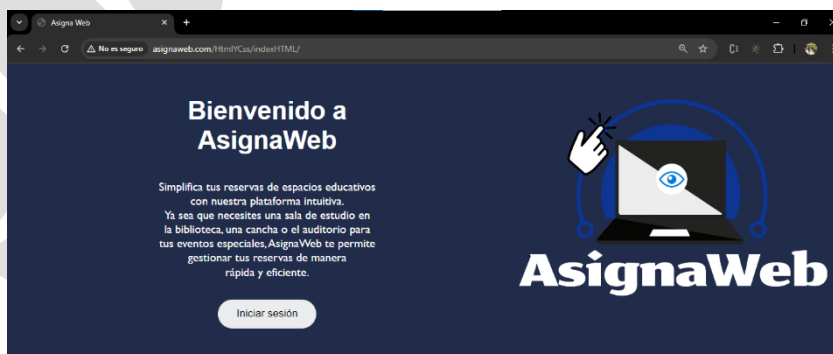 Asigna Web
No es seguro asignaweb.com/HtmlYCss/indexHTML/
Bienvenido a
AsignaWeb
Simplifica tus reservas de espacios educativos
con nuestra plataforma intuitiva.
Ya sea que necesites una sala de estudio en
la biblioteca, una cancha o el auditorio para
tus eventos especiales, AsignaWeb te permite
gestionar tus reservas de manera
rápida y eficiente.
Iniciar sesión
AsignaWeb